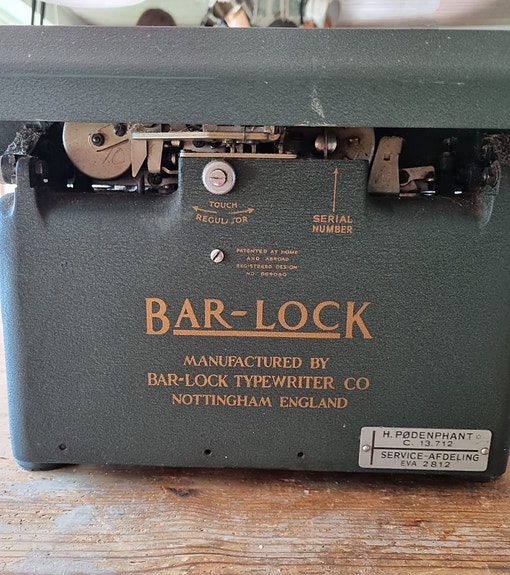 TOUCH
REGULATOR
SERIAL
NUMBER
PATENTED AT HOME
AND ABROAD
REGISTERED DESIGN
BAR-LOCK
MANUFACTURED BY
BAR-LOCK TYPEWRITER CO
NOTTINGHAM ENGLAND
H. PØDENPHANT
C. 13.712
SERVICE-AFDELING
EVA 2812